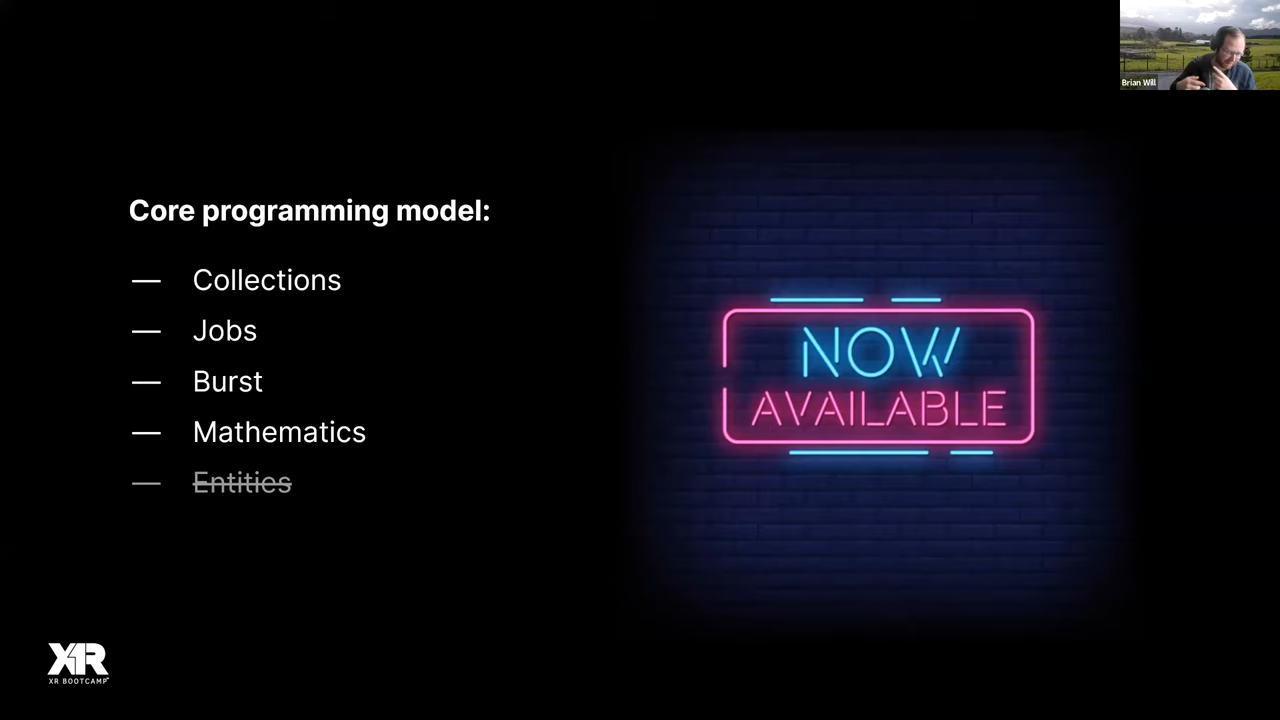 Brian Will
Core programming model:
— Collections
— Jobs
— Burst
— Mathematics
— Entities
NOW
AVAILABLE
XR
XR BOOTCAMP